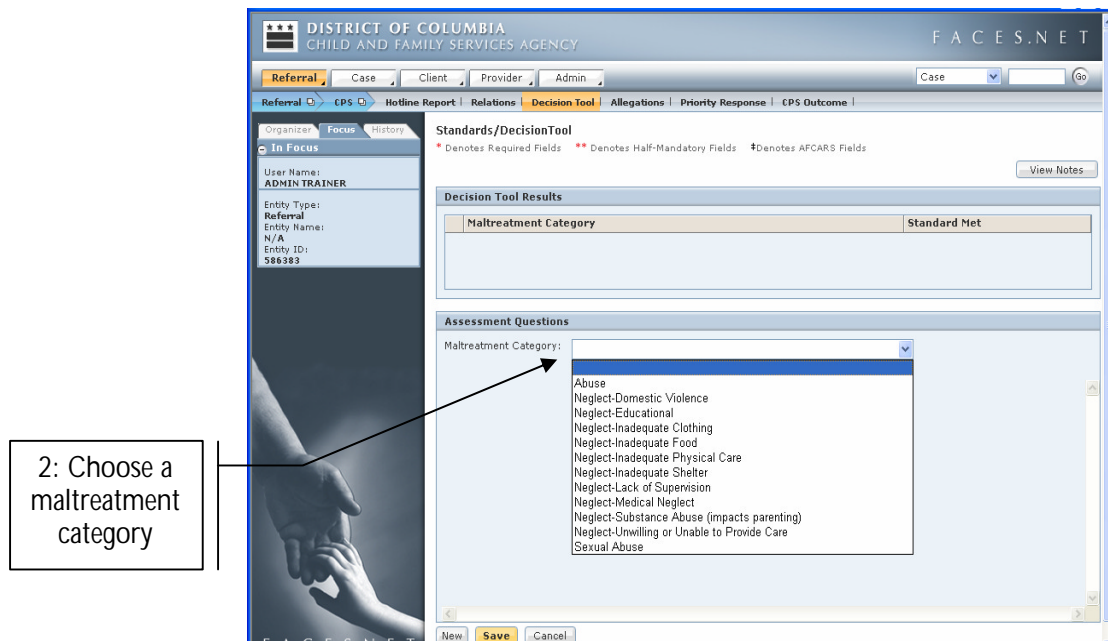 DISTRICT OF COLUMBIA
CHILD AND FAMILY SERVICES AGENCY
FACES.NET
Referral Case Client Provider Admin Case Go
Referral CPS Hotline Report Relations Decision Tool Allegations Priority Response CPS Outcome
Organizer Focus History
In Focus
User Name:
ADMIN TRAINER
Entity Type:
Referral
Entity Name:
N/A
Entity ID:
586383
Standards/DecisionTool
* Denotes Required Fields ** Denotes Half-Mandatory Fields ‡Denotes AFCARS Fields
View Notes
Decision Tool Results
Maltreatment Category Standard Met
Assessment Questions
Maltreatment Category:
Abuse
Neglect-Domestic Violence
Neglect-Educational
Neglect-Inadequate Clothing
Neglect-Inadequate Food
Neglect-Inadequate Physical Care
Neglect-Inadequate Shelter
Neglect-Lack of Supervision
Neglect-Medical Neglect
Neglect-Substance Abuse (impacts parenting)
Neglect-Unwilling or Unable to Provide Care
Sexual Abuse
2: Choose a
maltreatment
category
New Save Cancel
FACES.NET